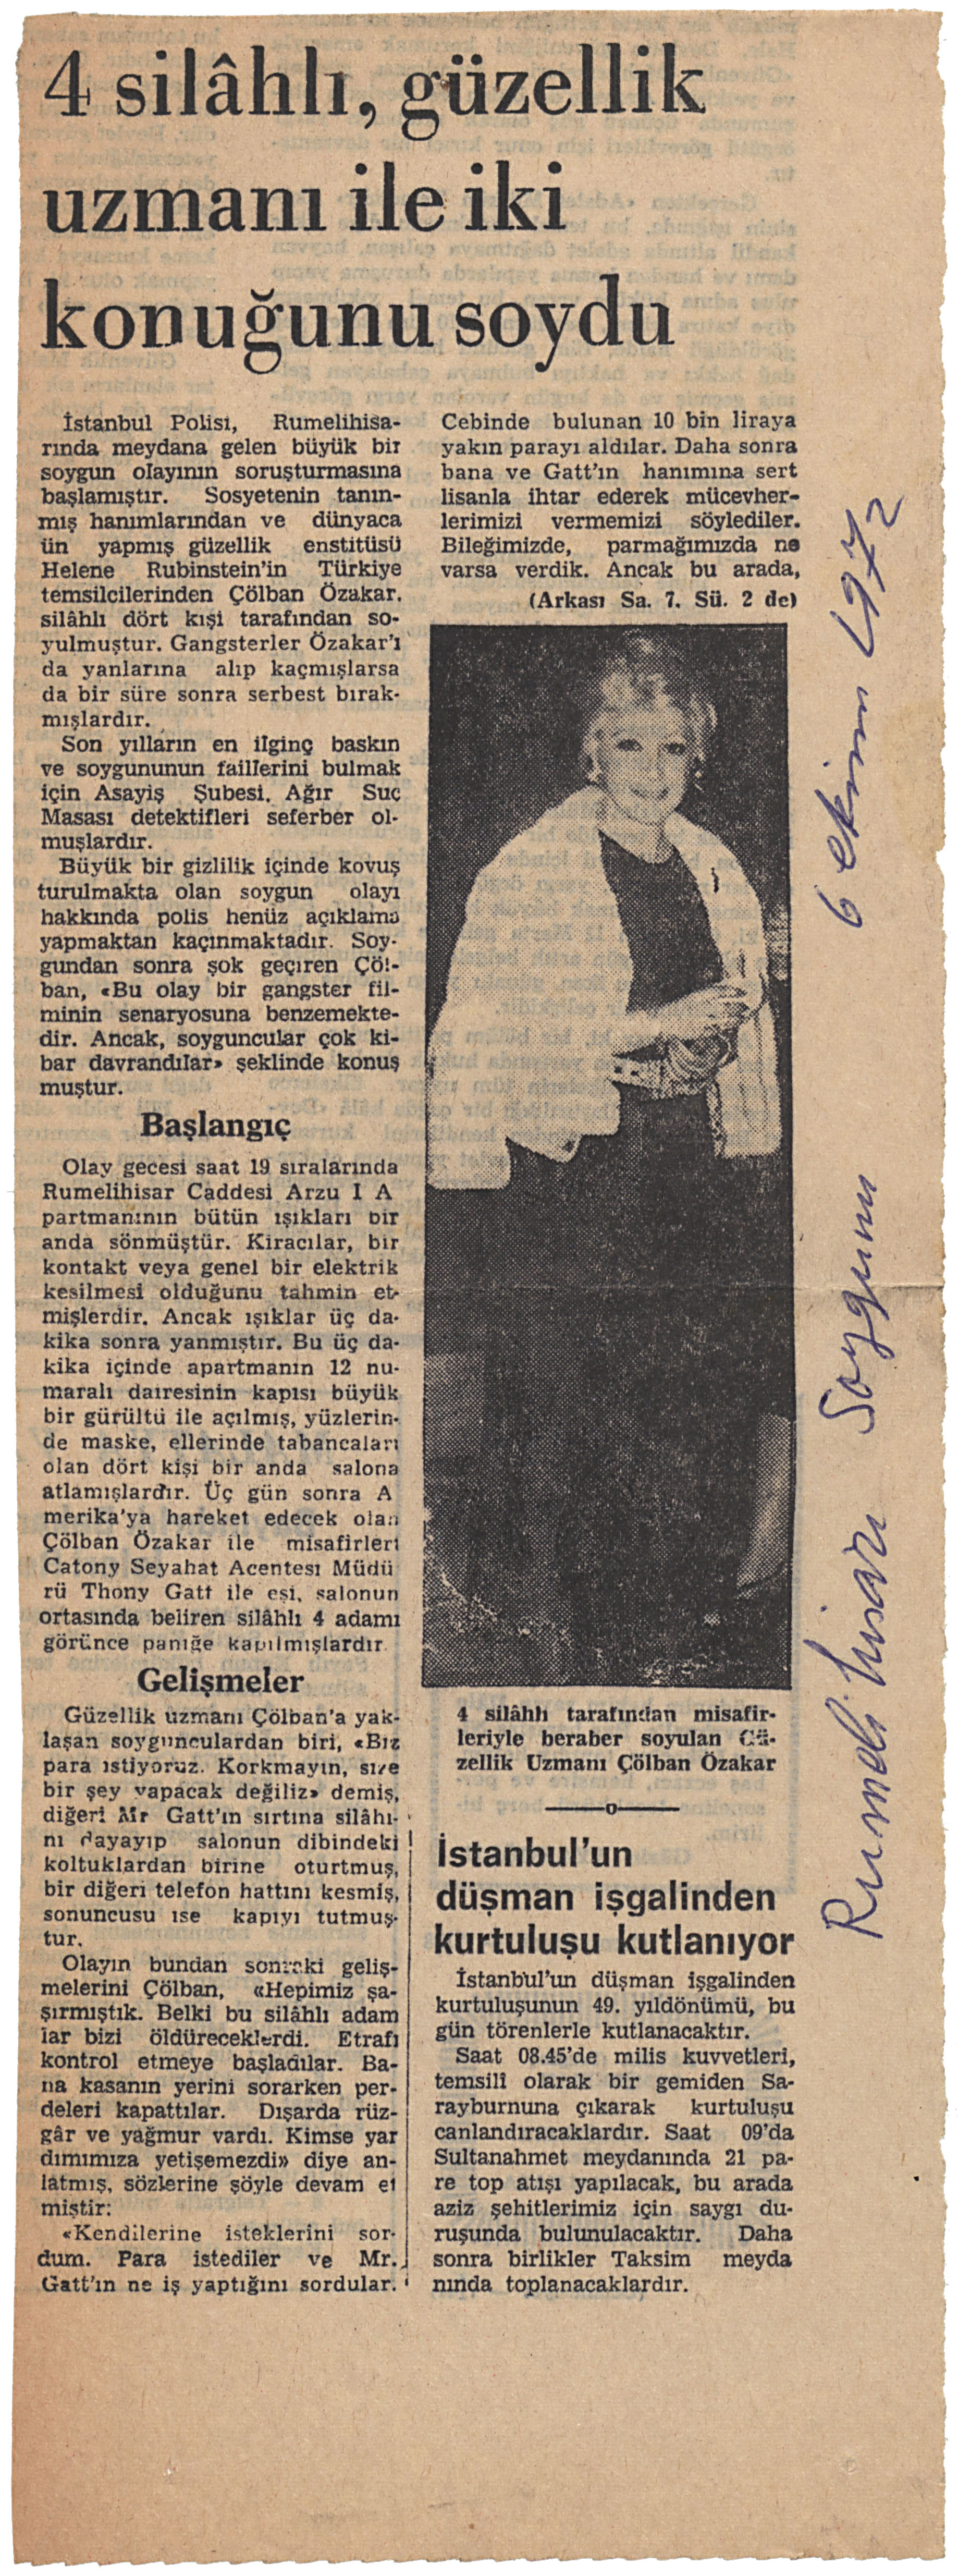 4 silâhlı, güzellik
uzmanı ile iki
konuğunu soydu
İstanbul Polisi, Rumelihisa-
rında meydana gelen büyük bir
soygun olayının soruşturmasına
başlamıştır. Sosyetenin tanın-
mış hanımlarından ve dünyaca
ün yapmış güzellik enstitüsü
Helene Rubinstein'in Türkiye
temsilcilerinden Çölban Özakar,
silâhlı dört kişi tarafından so-
yulmuştur. Gangsterler Özakar'ı
da yanlarına alıp kaçmışlarsa
da bir süre sonra serbest bırak-
mışlardır.
Son yılların en ilginç baskın
ve soygununun faillerini bulmak
için Asayiş Şubesi, Ağır Suç
Masası detektifleri seferber ol-
muşlardır.
Büyük bir gizlilik içinde kovuş
turulmakta olan soygun olayı
hakkında polis henüz açıklama
yapmaktan kaçınmaktadır. Soy-
gundan sonra şok geçiren Çöl-
ban, «Bu olay bir gangster fil-
minin senaryosuna benzemekte-
dir. Ancak, soyguncular çok ki-
bar davrandılar» şeklinde konuş
muştur.
Başlangıç
Olay gecesi saat 19 sıralarında
Rumelihisar Caddesi Arzu I A
partmanının bütün ışıkları bir
anda sönmüştür. Kiracılar, bir
kontakt veya genel bir elektrik
kesilmesi olduğunu tahmin et-
mişlerdir. Ancak ışıklar üç da-
kika sonra yanmıştır. Bu üç da-
kika içinde apartmanın 12 nu-
maralı dairesinin kapısı büyük
bir gürültü ile açılmış, yüzlerin-
de maske, ellerinde tabancaları
olan dört kişi bir anda salona
atlamışlardır. Üç gün sonra A
merika'ya hareket edecek olan
Çölban Özakar ile misafirleri
Catony Seyahat Acentesi Müdü
rü Thony Gatt ile eşi, salonun
ortasında beliren silâhlı 4 adamı
görünce paniğe kapılmışlardır.
Gelişmeler
Güzellik uzmanı Çölban'a yak-
laşan soygunculardan biri, «Biz
para istiyoruz. Korkmayın, size
bir şey yapacak değiliz» demiş,
diğeri Mr Gatt'ın sırtına silâhı-
nı dayayıp salonun dibindeki
koltuklardan birine oturtmuş,
bir diğeri telefon hattını kesmiş,
sonuncusu ise kapıyı tutmuş-
tur.
Olayın bundan sonraki geliş-
melerini Çölban, «Hepimiz şa-
şırmıştık. Belki bu silâhlı adam
lar bizi öldüreceklerdi. Etrafı
kontrol etmeye başladılar. Ba-
na kasanın yerini sorarken per-
deleri kapattılar. Dışarda rüz-
gâr ve yağmur vardı. Kimse yar
dımımıza yetişemezdi» diye an-
latmış, sözlerine şöyle devam et
miştir:
«Kendilerine isteklerini sor-
dum. Para istediler ve Mr.
Gatt'ın ne iş yaptığını sordular.
Cebinde bulunan 10 bin liraya
yakın parayı aldılar. Daha sonra
bana ve Gatt'ın hanımına sert
lisanla ihtar ederek mücevher-
lerimizi vermemizi söylediler.
Bileğimizde, parmağımızda ne
varsa verdik. Ancak bu arada,
(Arkası Sa. 7. Sü. 2 de)
4 silâhlı tarafından misafir-
leriyle beraber soyulan Gü-
zellik Uzmanı Çölban Özakar
İstanbul'un
düşman işgalinden
kurtuluşu kutlanıyor
İstanbul'un düşman işgalinden
kurtuluşunun 49. yıldönümü, bu
gün törenlerle kutlanacaktır.
Saat 08.45'de milis kuvvetleri,
temsili olarak bir gemiden Sa-
rayburnuna çıkarak kurtuluşu
canlandıracaklardır. Saat 09'da
Sultanahmet meydanında 21 pa-
re top atışı yapılacak, bu arada
aziz şehitlerimiz için saygı du-
ruşunda bulunulacaktır. Daha
sonra birlikler Taksim meyda
nında toplanacaklardır.
Rumeli hisarı Soygunu 6 ekim 1972